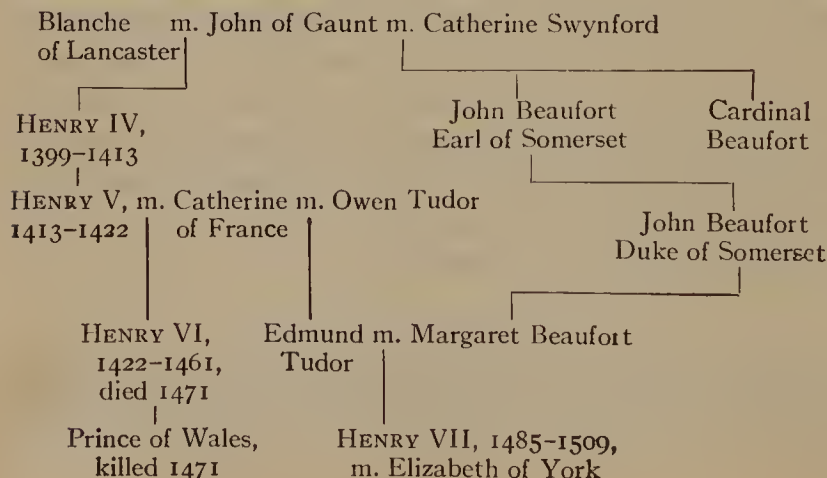 Blanche m. John of Gaunt m. Catherine Swynford
of Lancaster
John Beaufort Cardinal
HENRY IV, Earl of Somerset Beaufort
1399–1413
HENRY V, m. Catherine m. Owen Tudor
1413–1422 of France John Beaufort
Duke of Somerset
HENRY VI, Edmund m. Margaret Beaufort
1422–1461, Tudor
died 1471
Prince of Wales, HENRY VII, 1485–1509,
killed 1471 m. Elizabeth of York